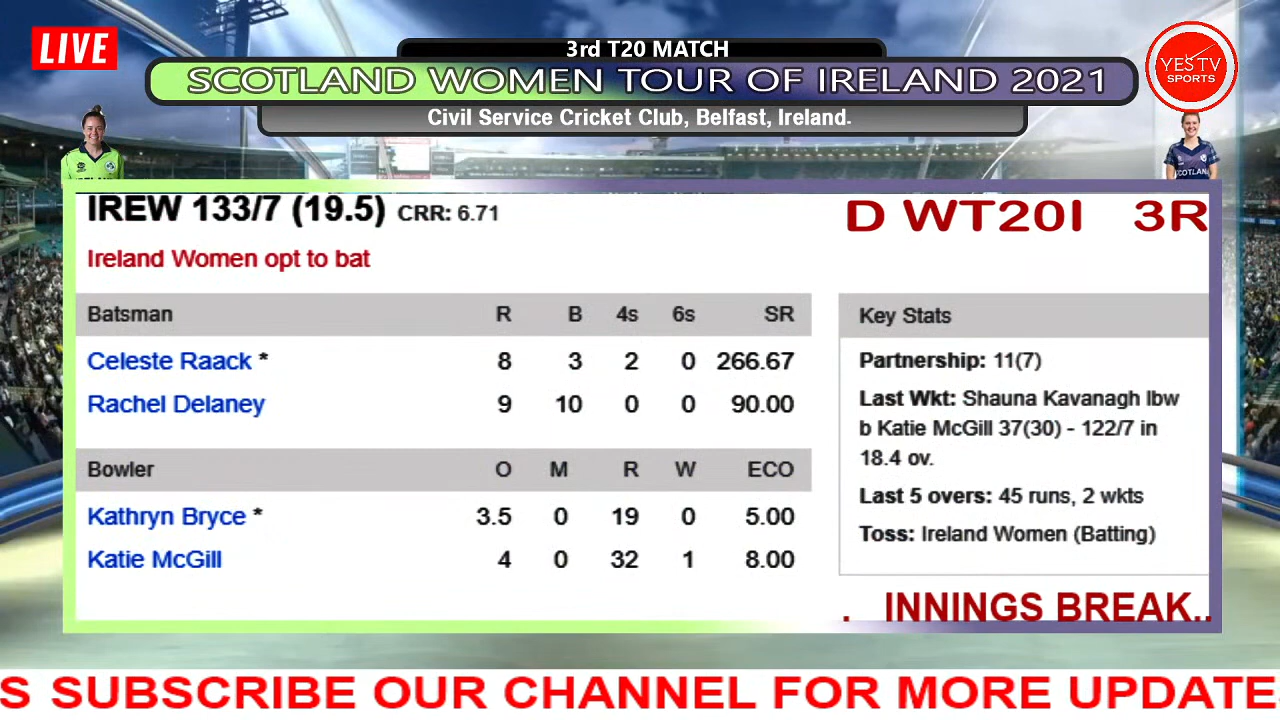 LIVE
3rd T20 MATCH
SCOTLAND WOMEN TOUR OF IRELAND 2021
YES TV
SPORTS
Civil Service Cricket Club, Belfast, Ireland.
SCOTLAND
IREW 133/7 (19.5) CRR: 6.71
D WT20I 3R
Ireland Women opt to bat
Batsman R B 4s 6s SR
Celeste Raack * 8 3 2 0 266.67
Rachel Delaney 9 10 0 0 90.00
Bowler O M R W ECO
Kathryn Bryce * 3.5 0 19 0 5.00
Katie McGill 4 0 32 1 8.00
Key Stats
Partnership: 11(7)
Last Wkt: Shauna Kavanagh lbw
b Katie McGill 37(30) - 122/7 in
18.4 ov.
Last 5 overs: 45 runs, 2 wkts
Toss: Ireland Women (Batting)
. INNINGS BREAK..
S SUBSCRIBE OUR CHANNEL FOR MORE UPDATE